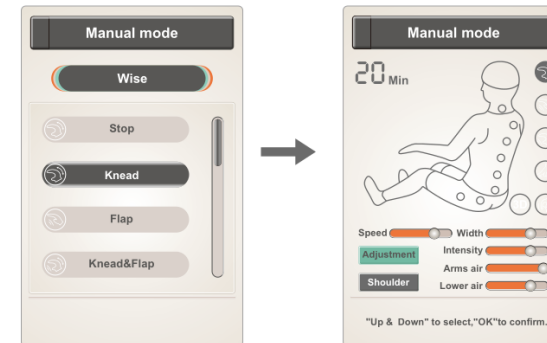 Manual mode
Wise
Stop
Knead
Flap
Knead&Flap
Manual mode
20 Min
Speed Width
Adjustment Intensity
Arms air
Shoulder Lower air
"Up & Down" to select,"OK"to confirm.